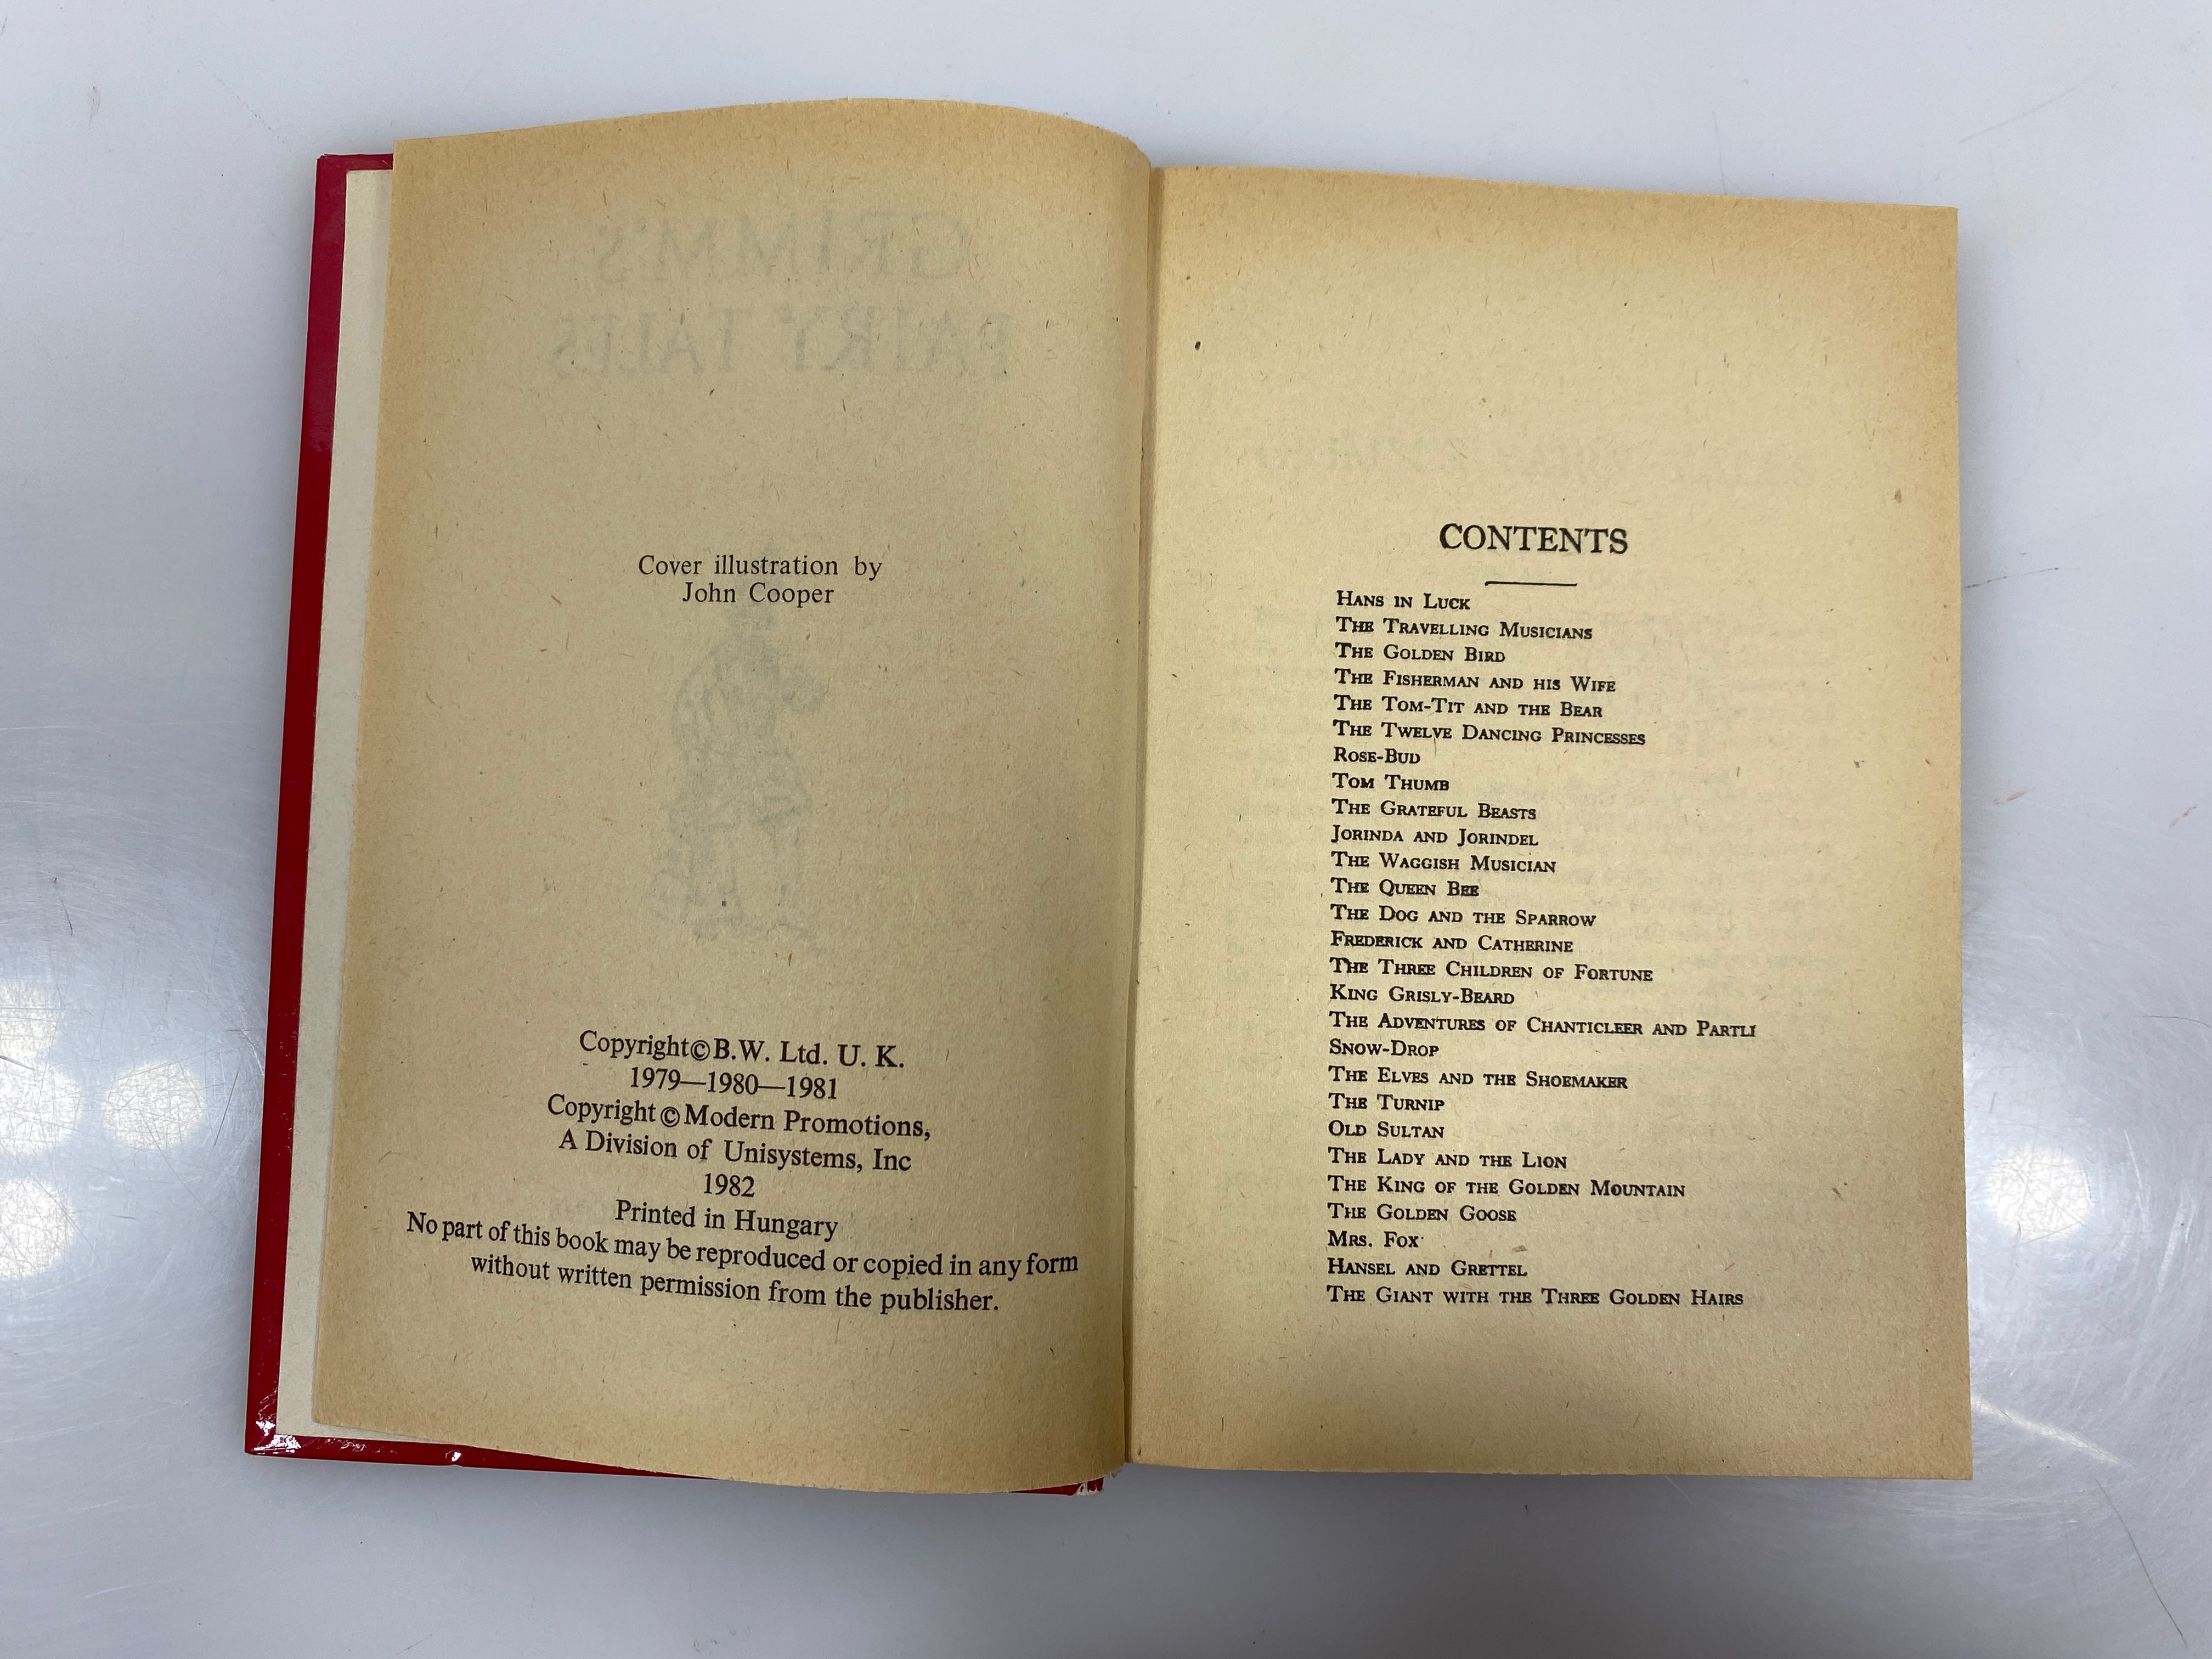 GRIMM'S
FAIRY TALES
Cover illustration by
John Cooper
Copyright©B.W. Ltd. U. K.
1979—1980—1981
Copyright©Modern Promotions,
A Division of Unisystems, Inc
1982
Printed in Hungary
No part of this book may be reproduced or copied in any form
without written permission from the publisher.
CONTENTS
HANS IN LUCK
THE TRAVELLING MUSICIANS
THE GOLDEN BIRD
THE FISHERMAN AND HIS WIFE
THE TOM-TIT AND THE BEAR
THE TWELVE DANCING PRINCESSES
ROSE-BUD
TOM THUMB
THE GRATEFUL BEASTS
JORINDA AND JORINDEL
THE WAGGISH MUSICIAN
THE QUEEN BEE
THE DOG AND THE SPARROW
FREDERICK AND CATHERINE
THE THREE CHILDREN OF FORTUNE
KING GRISLY-BEARD
THE ADVENTURES OF CHANTICLEER AND PARTLI
SNOW-DROP
THE ELVES AND THE SHOEMAKER
THE TURNIP
OLD SULTAN
THE LADY AND THE LION
THE KING OF THE GOLDEN MOUNTAIN
THE GOLDEN GOOSE
MRS. FOX
HANSEL AND GRETTEL
THE GIANT WITH THE THREE GOLDEN HAIRS